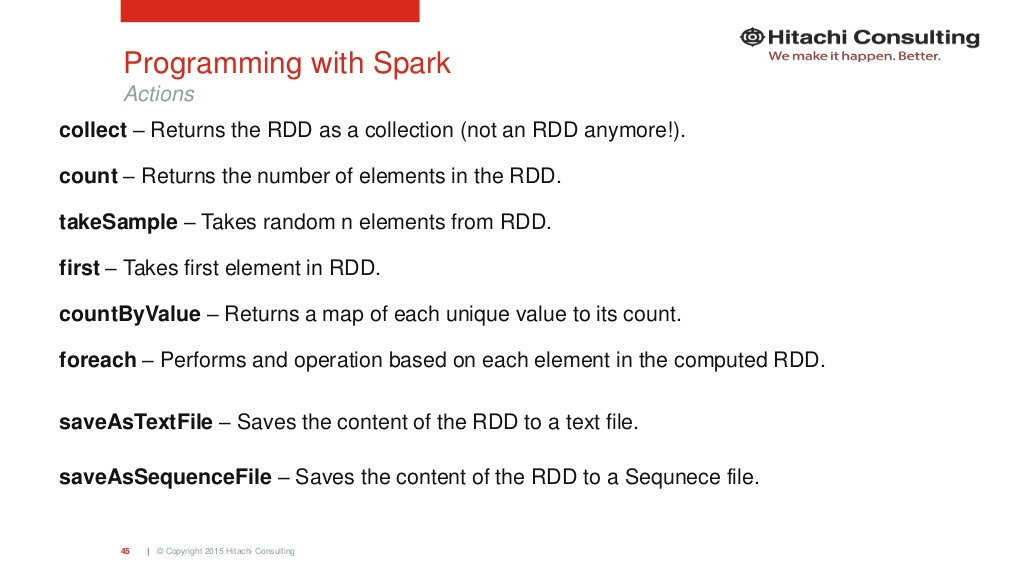 Hitachi Consulting
We make it happen. Better.
Programming with Spark
Actions
collect – Returns the RDD as a collection (not an RDD anymore!).
count – Returns the number of elements in the RDD.
takeSample – Takes random n elements from RDD.
first – Takes first element in RDD.
countByValue – Returns a map of each unique value to its count.
foreach – Performs and operation based on each element in the computed RDD.
saveAsTextFile – Saves the content of the RDD to a text file.
saveAsSequenceFile – Saves the content of the RDD to a Sequnece file.
45 | © Copyright 2015 Hitachi Consulting